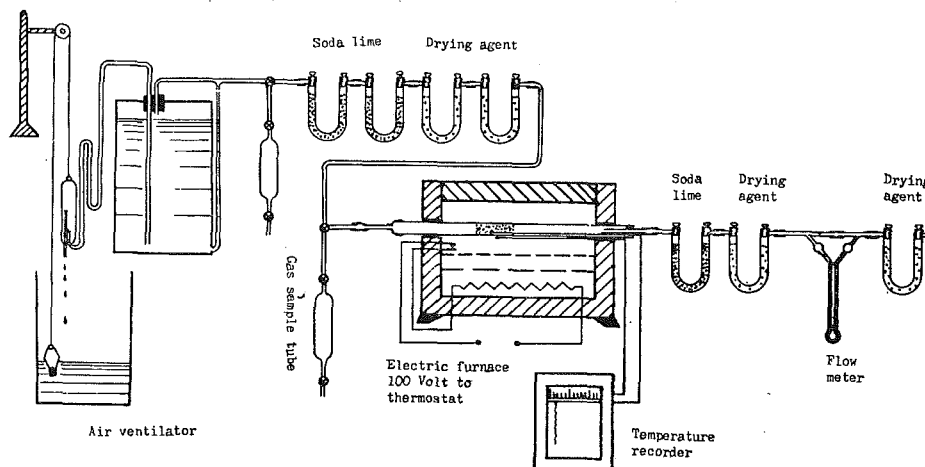 Soda lime
Drying agent
Soda
lime
Drying
agent
Drying
agent
Gas sample tube
Electric furnace
100 Volt to
thermostat
Flow
meter
Air ventilator
Temperature
recorder